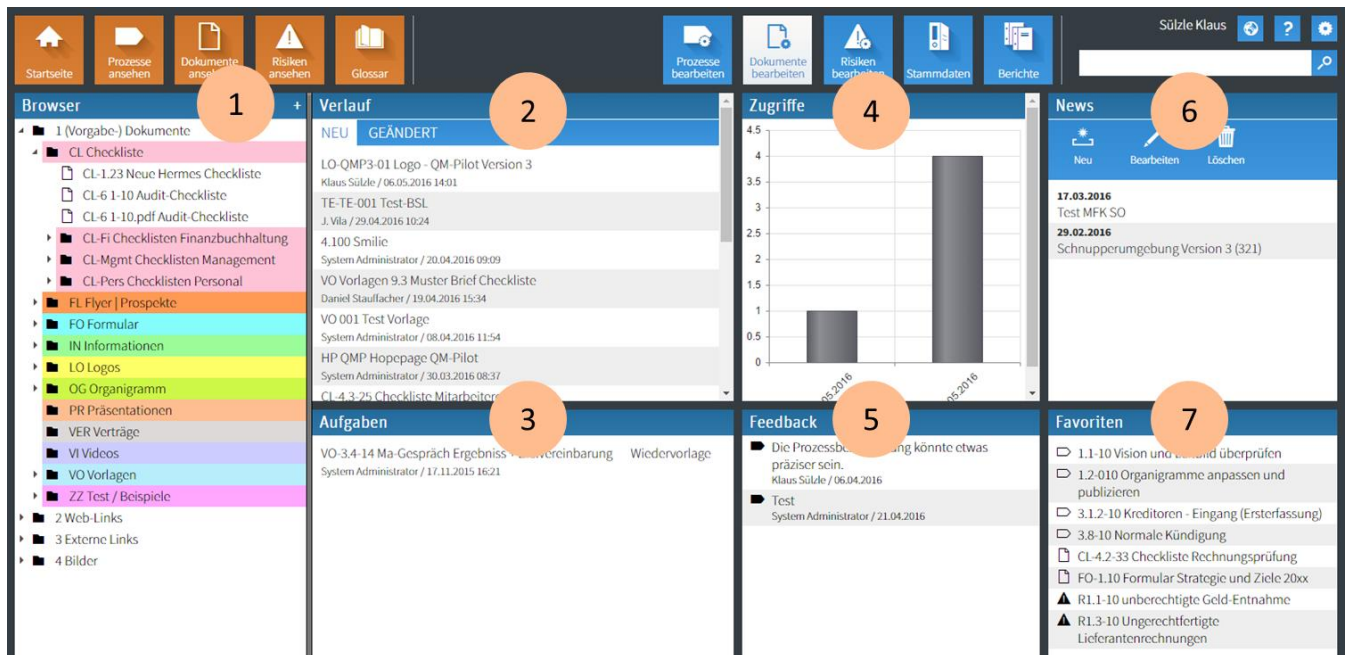 Startseite
Prozesse
ansehen
Dokumente
Risiken
ansehen
Glossar
Prozesse
bearbeiten
Dokumente
bearbeiten
Risiken
Stammdaten
Berichte
Sülzle Klaus
?
Browser
1
+
1 (Vorgabe-) Dokumente
CL Checkliste
CL-1.23 Neue Hermes Checkliste
CL-6 1-10 Audit-Checkliste
CL-6 1-10.pdf Audit-Checkliste
CL-Fi Checklisten Finanzbuchhaltung
CL-Mgmt Checklisten Management
CL-Pers Checklisten Personal
FL Flyer | Prospekte
FO Formular
IN Informationen
LO Logos
OG Organigramm
PR Präsentationen
VER Verträge
VI Videos
VO Vorlagen
ZZ Test / Beispiele
2 Web-Links
3 Externe Links
4 Bilder
Verlauf
2
NEU GEÄNDERT
LO-QMP3-01 Logo - QM-Pilot Version 3
Klaus Sülzle / 06.05.2016 14:01
TE-TE-001 Test-BSL
J. Vila / 29.04.2016 10:24
4.100 Smilie
System Administrator / 20.04.2016 09:09
VO Vorlagen 9.3 Muster Brief Checkliste
Daniel Stauffacher / 19.04.2016 15:34
VO 001 Test Vorlage
System Administrator / 08.04.2016 11:54
HP QMP Hopepage QM-Pilot
System Administrator / 30.03.2016 08:37
CL-4.3-25 Checkliste
Aufgaben
3
VO-3.4-14 Ma-Gespräch Ergebniss Wiedervorlage
System Administrator / 17.11.2015 16:21
Zugriffe
4
4.5
4
3.5
3
2.5
2
1.5
1
0.5
0
Feedback
5
Die könnte etwas
präziser sein.
Klaus Sülzle / 06.04.2016
Test
System Administrator / 21.04.2016
News
6
Neu
Bearbeiten
Löschen
17.03.2016
Test MFK SO
29.02.2016
Schnupperumgebung Version 3 (321)
Favoriten
7
1.1-10 Vision und überprüfen
1.2-010 Organigramme anpassen und
publizieren
3.1.2-10 Kreditoren - Eingang (Ersterfassung)
3.8-10 Normale Kündigung
CL-4.2-33 Checkliste Rechnungsprüfung
FO-1.10 Formular Strategie und Ziele 20xx
R1.1-10 unberechtigte Geld-Entnahme
R1.3-10 Ungerechtfertigte
Lieferantenrechnungen